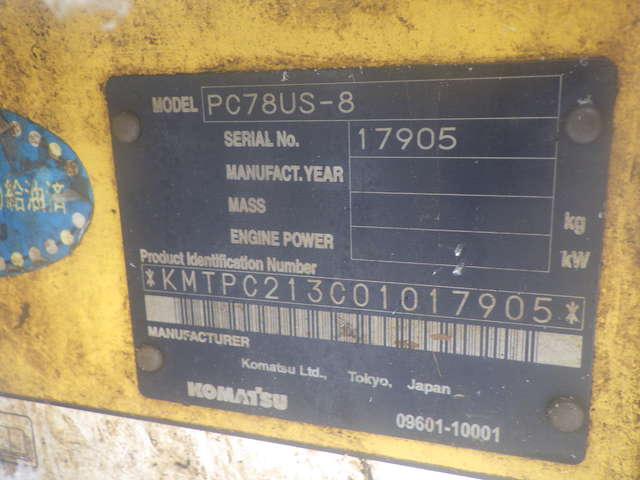 MODEL PC78US-8
SERIAL No. 17905
MANUFACT. YEAR
MASS kg
ENGINE POWER kW
Product Identification Number
*KMTPC213C01017905*
MANUFACTURER
Komatsu Ltd., Tokyo, Japan
KOMATSU
09601-10001
給油済